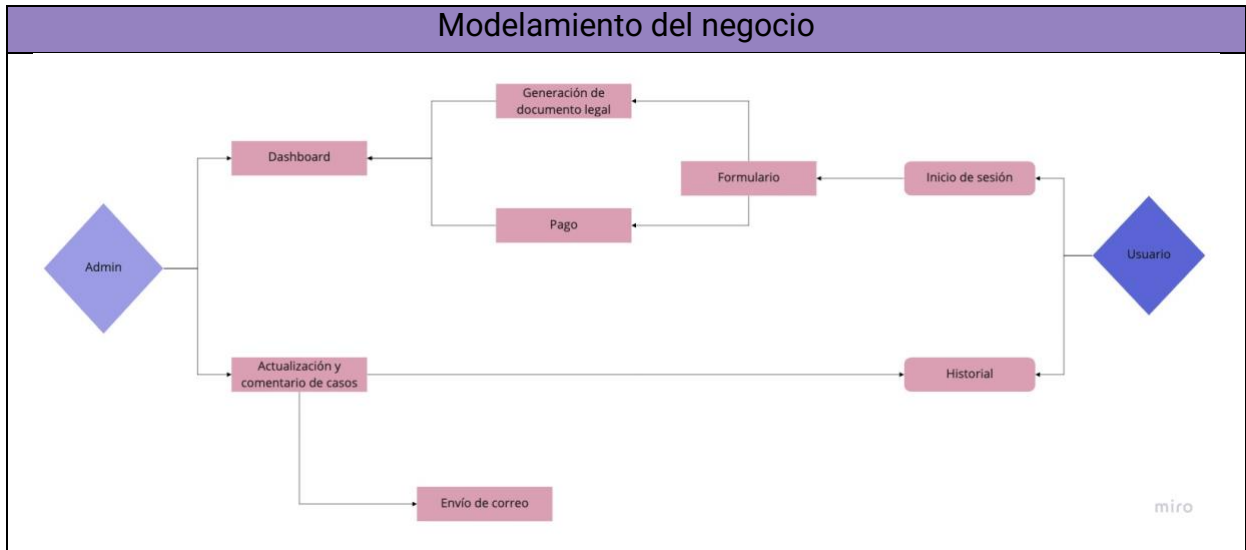 Modelamiento del negocio
Generación de
documento legal
Dashboard
Formulario
Inicio de sesión
Pago
Admin
Usuario
Actualización y
comentario de casos
Historial
Envío de correo
miro